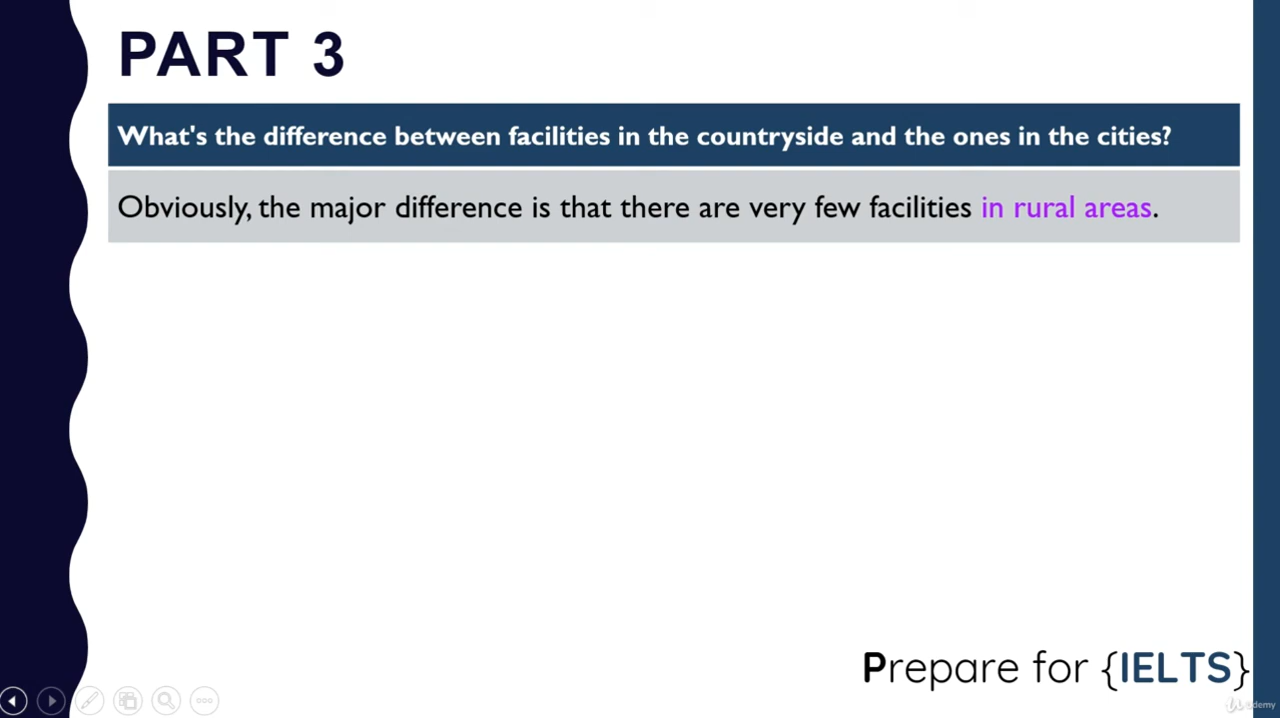 PART 3
What's the difference between facilities in the countryside and the ones in the cities?
Obviously, the major difference is that there are very few facilities in rural areas.
Prepare for {IELTS}
Udemy